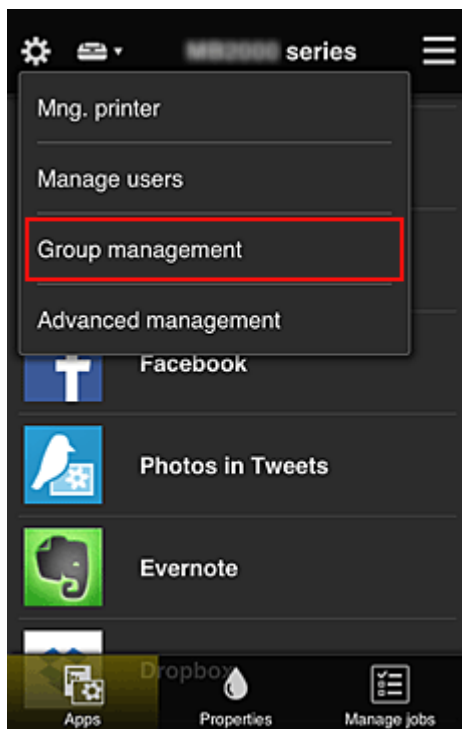 series
Mng. printer
Manage users
Group management
Advanced management
Facebook
Photos in Tweets
Evernote
Dropbox
Apps Properties Manage jobs